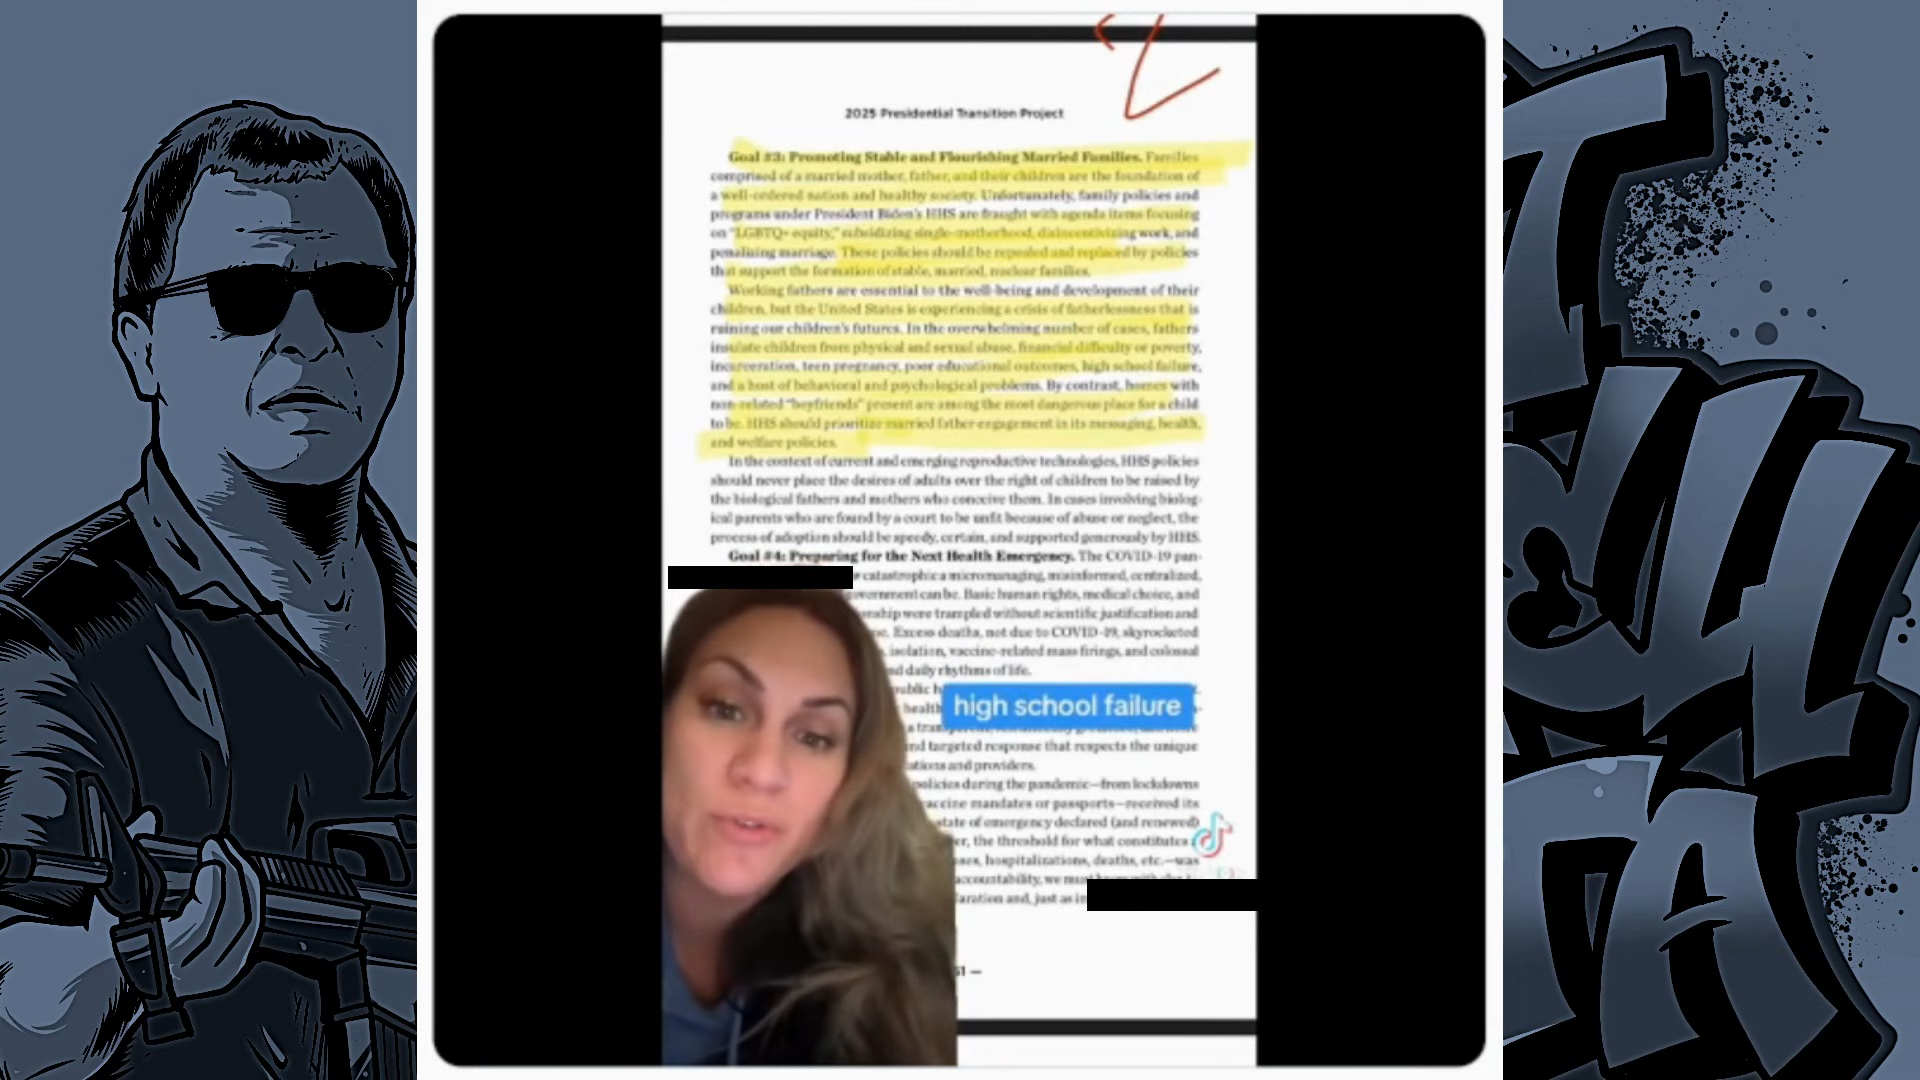 2025 Presidential Transition Project
Goal #3: Promoting Stable and Flourishing Married Families. Families
comprised of a married mother, father, and their children are the foundation of
a well-ordered nation and healthy society. Unfortunately, family policies and
programs under President Biden's HHS are fraught with agenda items focusing
on "LGBTQ+ equity," subsidizing single-motherhood, disincentivizing work, and
penalizing marriage. These policies should be repealed and replaced by policies
that support the formation of stable, married, nuclear families.
Working fathers are essential to the well-being and development of their
children, but the United States is experiencing a crisis of fatherlessness that is
ruining our children's futures. In the overwhelming number of cases, fathers
insulate children from physical and sexual abuse, financial difficulty or poverty,
incarceration, teen pregnancy, poor educational outcomes, high school failure,
and a host of behavioral and psychological problems. By contrast, homes with
non-related "boyfriends" present are among the most dangerous place for a child
to be. HHS should prioritize married father engagement in its messaging, health,
and welfare policies.
In the context of current and emerging reproductive technologies, HHS policies
should never place the desires of adults over the right of children to be raised by
the biological fathers and mothers who conceive them. In cases involving biolog-
ical parents who are found by a court to be unfit because of abuse or neglect, the
process of adoption should be speedy, certain, and supported generously by HHS.
Goal #4: Preparing for the Next Health Emergency. The COVID-19 pan-
catastrophic a micromanaging, misinformed, centralized,
overnment can be. Basic human rights, medical choice, and
were trampled without scientific justification and
Excess deaths, not due to COVID-19, skyrocketed
isolation, vaccine-related mass firings, and colossal
daily rhythms of life.
high school failure
and targeted response that respects the unique
and providers.
policies during the pandemic—from lockdowns
vaccine mandates or passports—received its
state of emergency declared (and renewed)
the threshold for what constitutes
hospitalizations, deaths, etc.—was
accountability, we must
and, just as